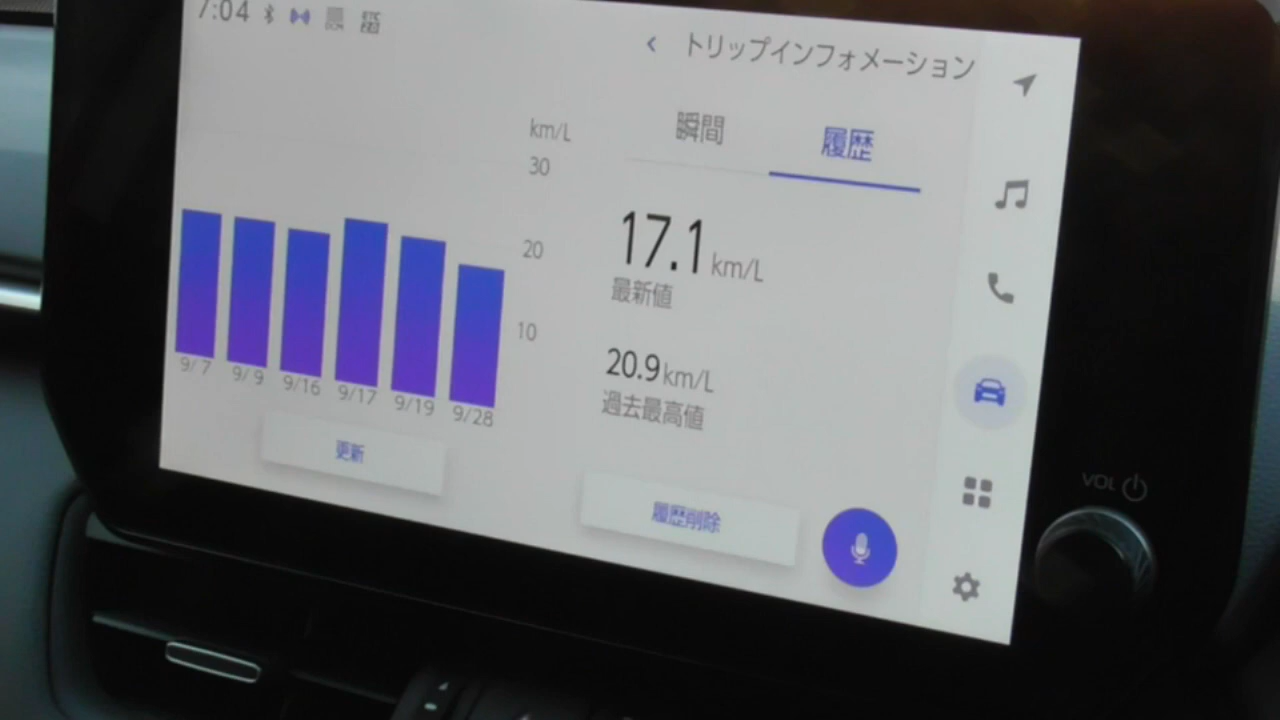 7:04
トリップインフォメーション
瞬間
履歴
km/L
30
20
10
9/7
9/9
9/16
9/17
9/19
9/28
更新
17.1 km/L
最新値
20.9 km/L
過去最高値
履歴削除
VOL